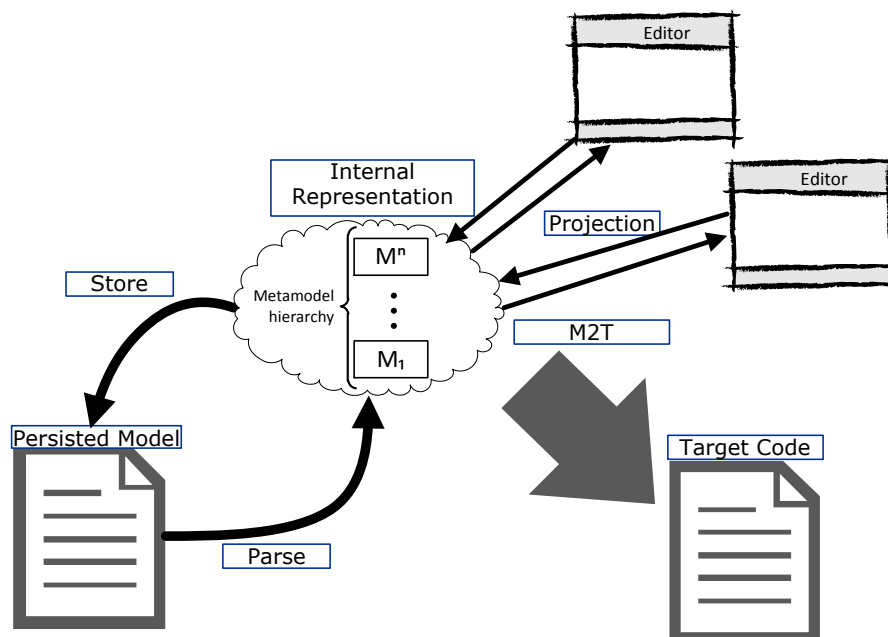 Editor
Internal
Representation
Editor
Projection
Mⁿ
Store
Metamodel
hierarchy
M2T
M₁
Persisted Model
Target Code
Parse